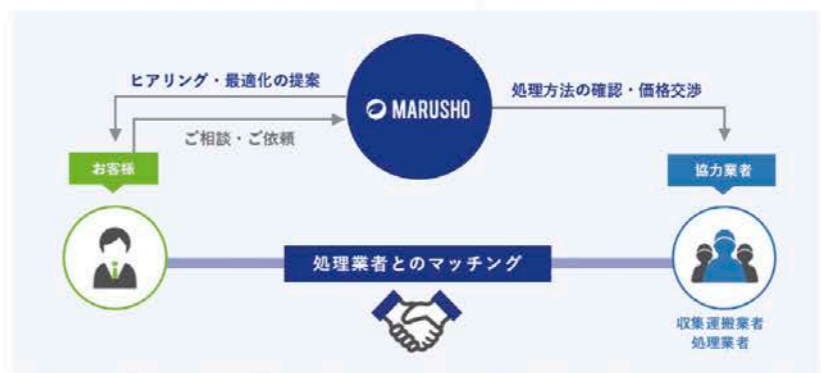 ヒアリング・最適化の提案
MARUSHO
処理方法の確認・価格交渉
ご相談・ご依頼
お客様
協力業者
処理業者とのマッチング
収集運搬業者
処理業者